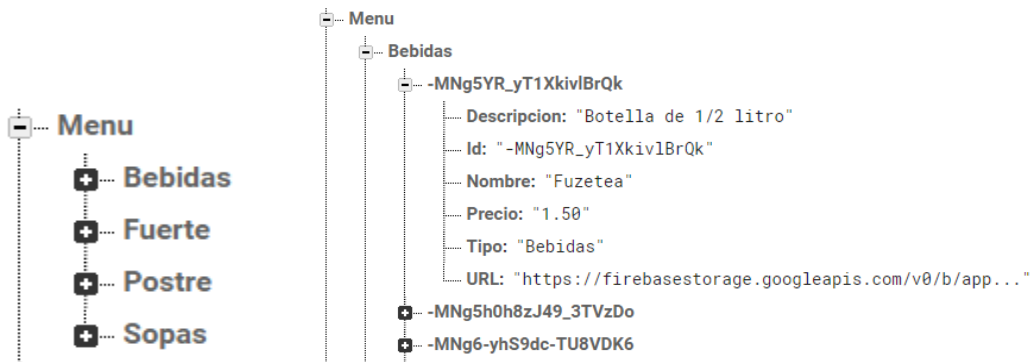 Menu
Bebidas
Fuerte
Postre
Sopas
Menu
Bebidas
-MNg5YR_yT1XkivlBrQk
Descripcion: "Botella de 1/2 litro"
Id: "-MNg5YR_yT1XkivlBrQk"
Nombre: "Fuzetea"
Precio: "1.50"
Tipo: "Bebidas"
URL: "https://firebasestorage.googleapis.com/v0/b/app..."
-MNg5h0h8zJ49_3TVzDo
-MNg6-yhS9dc-TU8VDK6